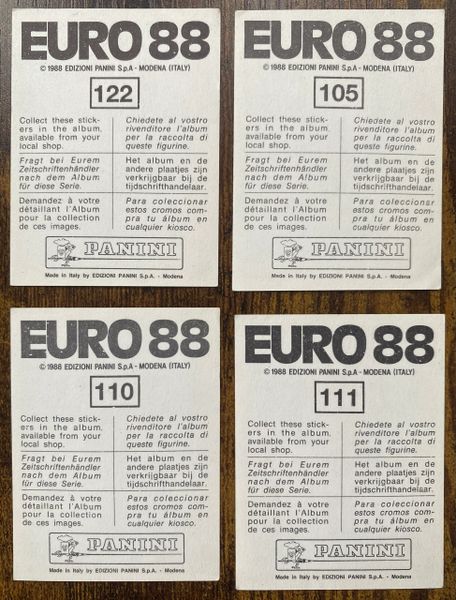 EURO 88
© 1988 EDIZIONI PANINI S.p.A - MODENA (ITALY)
122
Collect these stick-
ers in the album,
available from your
local shop.
Chiedete al vostro
rivenditore l'album
per la raccolta di
queste figurine.
Fragt bei Eurem
Zeitschriftenhändler
nach dem Album
für diese Serie.
Het album en de
andere plaatjes zijn
verkrijgbaar bij de
tijdschrifthandelaar.
Demandez à votre
détaillant l'Album
pour la collection
de ces images.
Para coleccionar
estos cromos com-
pra tu álbum en
cualquier kiosco.
PANINI
Made in Italy by EDIZIONI PANINI S.p.A. - Modena
EURO 88
© 1988 EDIZIONI PANINI S.p.A - MODENA (ITALY)
105
Collect these stick-
ers in the album,
available from your
local shop.
Chiedete al vostro
rivenditore l'album
per la raccolta di
queste figurine.
Fragt bei Eurem
Zeitschriftenhändler
nach dem Album
für diese Serie.
Het album en de
andere plaatjes zijn
verkrijgbaar bij de
tijdschrifthandelaar.
Demandez à votre
détaillant l'Album
pour la collection
de ces images.
Para coleccionar
estos cromos com-
pra tu álbum en
cualquier kiosco.
PANINI
Made in Italy by EDIZIONI PANINI S.p.A. - Modena
EURO 88
© 1988 EDIZIONI PANINI S.p.A - MODENA (ITALY)
110
Collect these stick-
ers in the album,
available from your
local shop.
Chiedete al vostro
rivenditore l'album
per la raccolta di
queste figurine.
Fragt bei Eurem
Zeitschriftenhändler
nach dem Album
für diese Serie.
Het album en de
andere plaatjes zijn
verkrijgbaar bij de
tijdschrifthandelaar.
Demandez à votre
détaillant l'Album
pour la collection
de ces images.
Para coleccionar
estos cromos com-
pra tu álbum en
cualquier kiosco.
PANINI
Made in Italy by EDIZIONI PANINI S.p.A. - Modena
EURO 88
© 1988 EDIZIONI PANINI S.p.A - MODENA (ITALY)
111
Collect these stick-
ers in the album,
available from your
local shop.
Chiedete al vostro
rivenditore l'album
per la raccolta di
queste figurine.
Fragt bei Eurem
Zeitschriftenhändler
nach dem Album
für diese Serie.
Het album en de
andere plaatjes zijn
verkrijgbaar bij de
tijdschrifthandelaar.
Demandez à votre
détaillant l'Album
pour la collection
de ces images.
Para coleccionar
estos cromos com-
pra tu álbum en
cualquier kiosco.
PANINI
Made in Italy by EDIZIONI PANINI S.p.A. - Modena